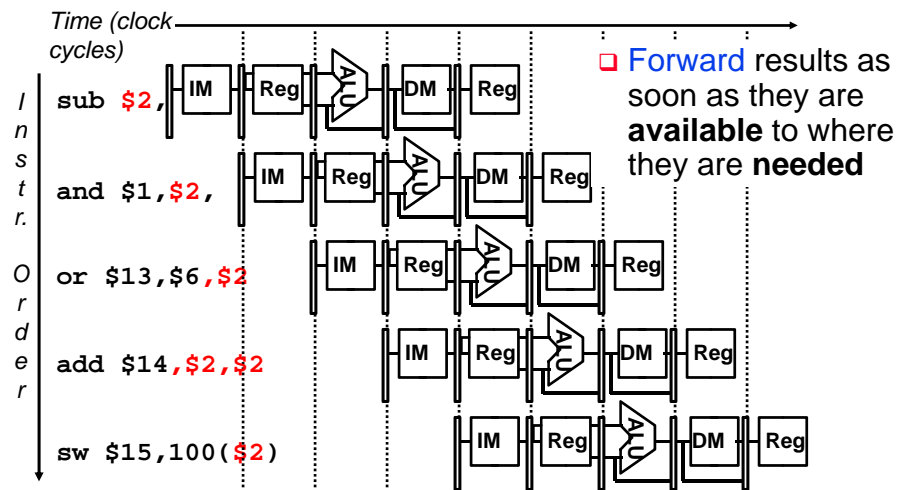 Time (clock
cycles)
❑ Forward results as
soon as they are
available to where
they are needed
I
n
s
t
r.
O
r
d
e
r
sub $2,
IM Reg ALU DM Reg
and $1,$2,
IM Reg ALU DM Reg
or $13,$6,$2
IM Reg ALU DM Reg
add $14,$2,$2
IM Reg ALU DM Reg
sw $15,100($2)
IM Reg ALU DM Reg